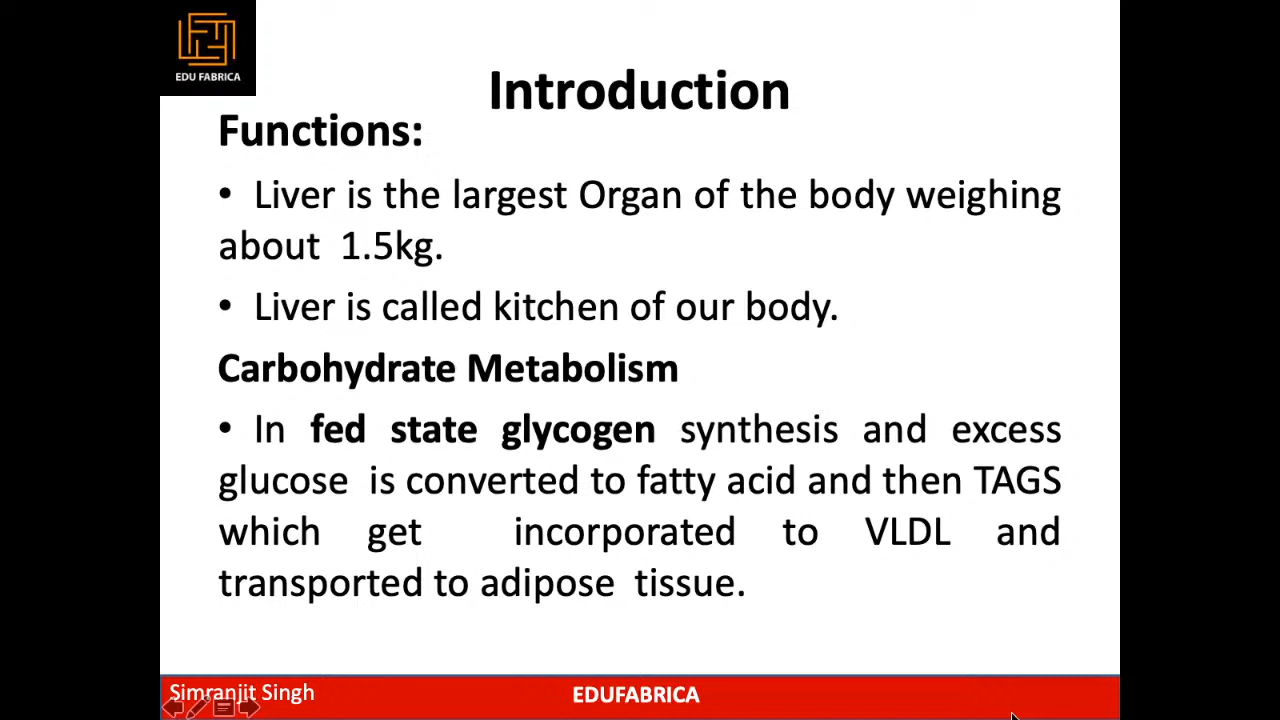 EDU FABRICA
Introduction
Functions:
• Liver is the largest Organ of the body weighing
about 1.5kg.
• Liver is called kitchen of our body.
Carbohydrate Metabolism
• In fed state glycogen synthesis and excess
glucose is converted to fatty acid and then TAGS
which get incorporated to VLDL and
transported to adipose tissue.
Simranjit Singh
EDUFABRICA